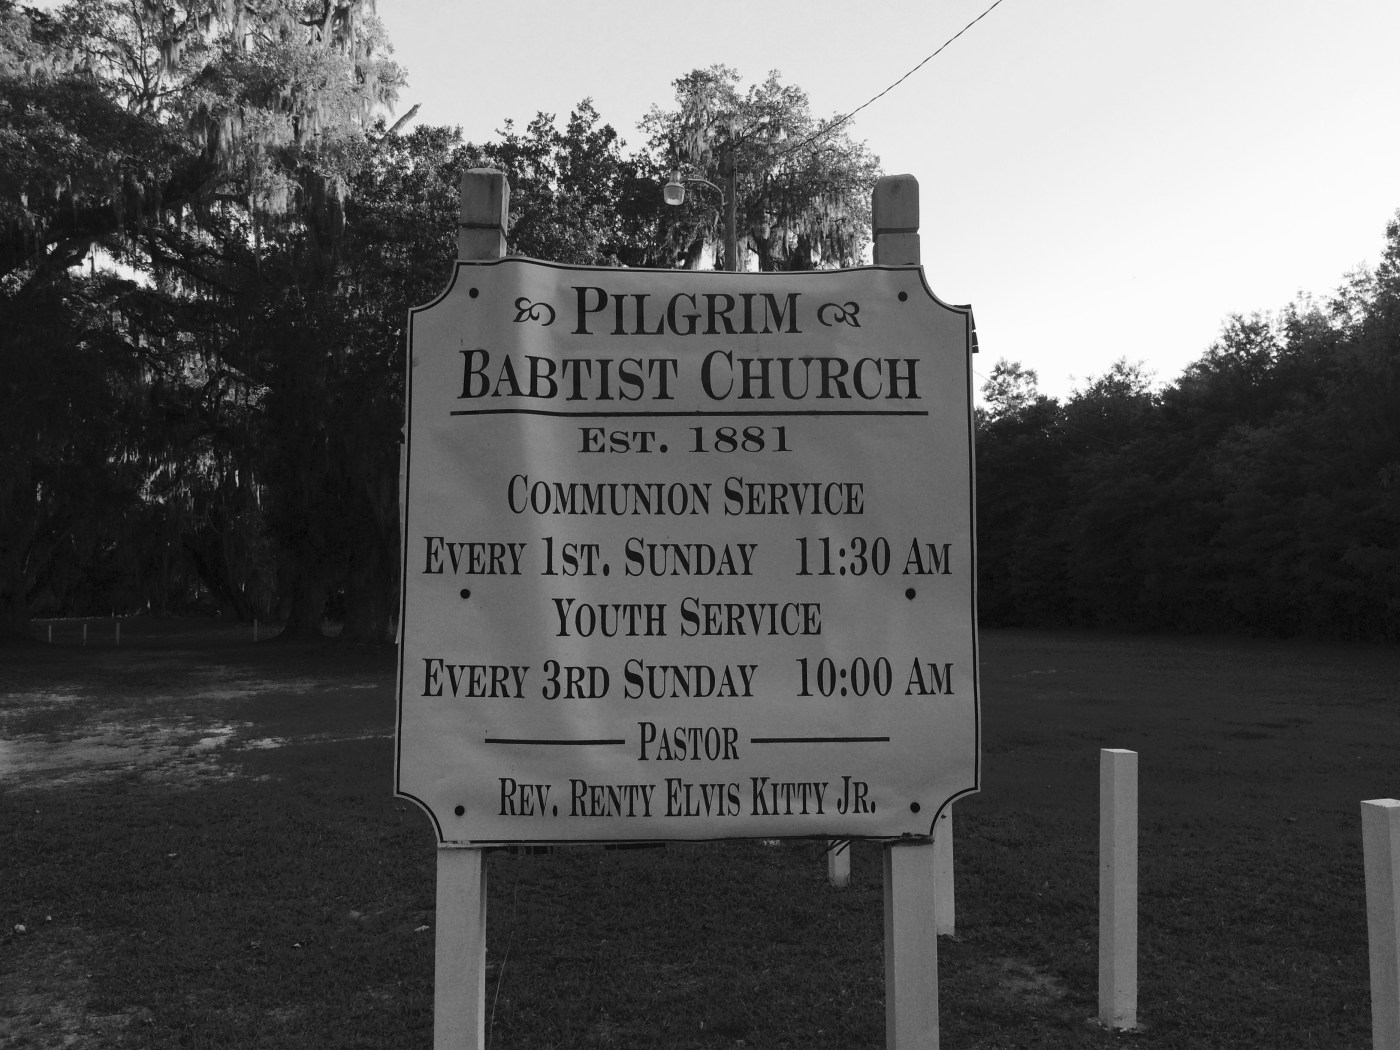 PILGRIM
BABTIST CHURCH
EST. 1881
COMMUNION SERVICE
EVERY 1ST. SUNDAY 11:30 AM
YOUTH SERVICE
EVERY 3RD SUNDAY 10:00 AM
PASTOR
REV. RENTY ELVIS KITTY JR.